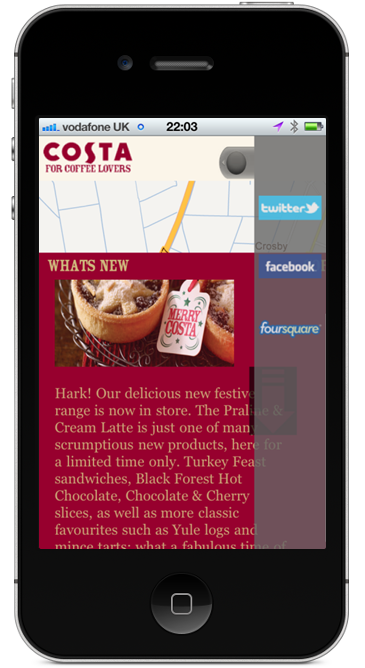 vodafone UK 22:03
COSTA
FOR COFFEE LOVERS
twitter
Crosby
facebook
WHATS NEW
MERRY
COSTA
foursquare
Hark! Our delicious new festive
range is now in store. The Praline &
Cream Latte is just one of many
scrumptious new products, here for
a limited time only. Turkey Feast
sandwiches, Black Forest Hot
Chocolate, Chocolate & Cherry
slices, as well as more classic
favourites such as Yule logs and
mince tarts: what a fabulous time of